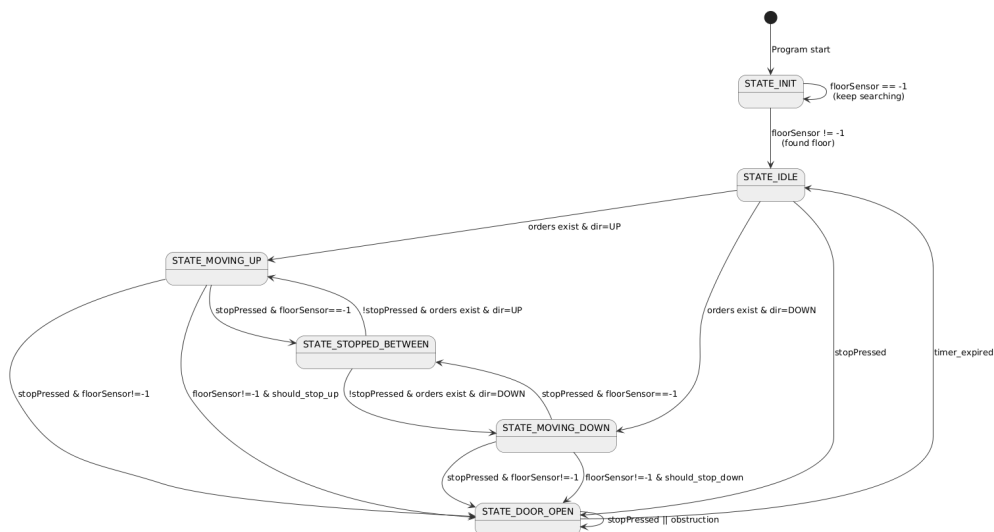 Program start
STATE_INIT
floorSensor == -1
(keep searching)
floorSensor != -1
(found floor)
STATE_IDLE
orders exist & dir=UP
STATE_MOVING_UP
stopPressed & floorSensor==-1
!stopPressed & orders exist & dir=UP
orders exist & dir=DOWN
STATE_STOPPED_BETWEEN
stopPressed
timer_expired
stopPressed & floorSensor!=-1
floorSensor!=-1 & should_stop_up
!stopPressed & orders exist & dir=DOWN
stopPressed & floorSensor==-1
STATE_MOVING_DOWN
stopPressed & floorSensor!=-1
floorSensor!=-1 & should_stop_down
STATE_DOOR_OPEN
stopPressed || obstruction